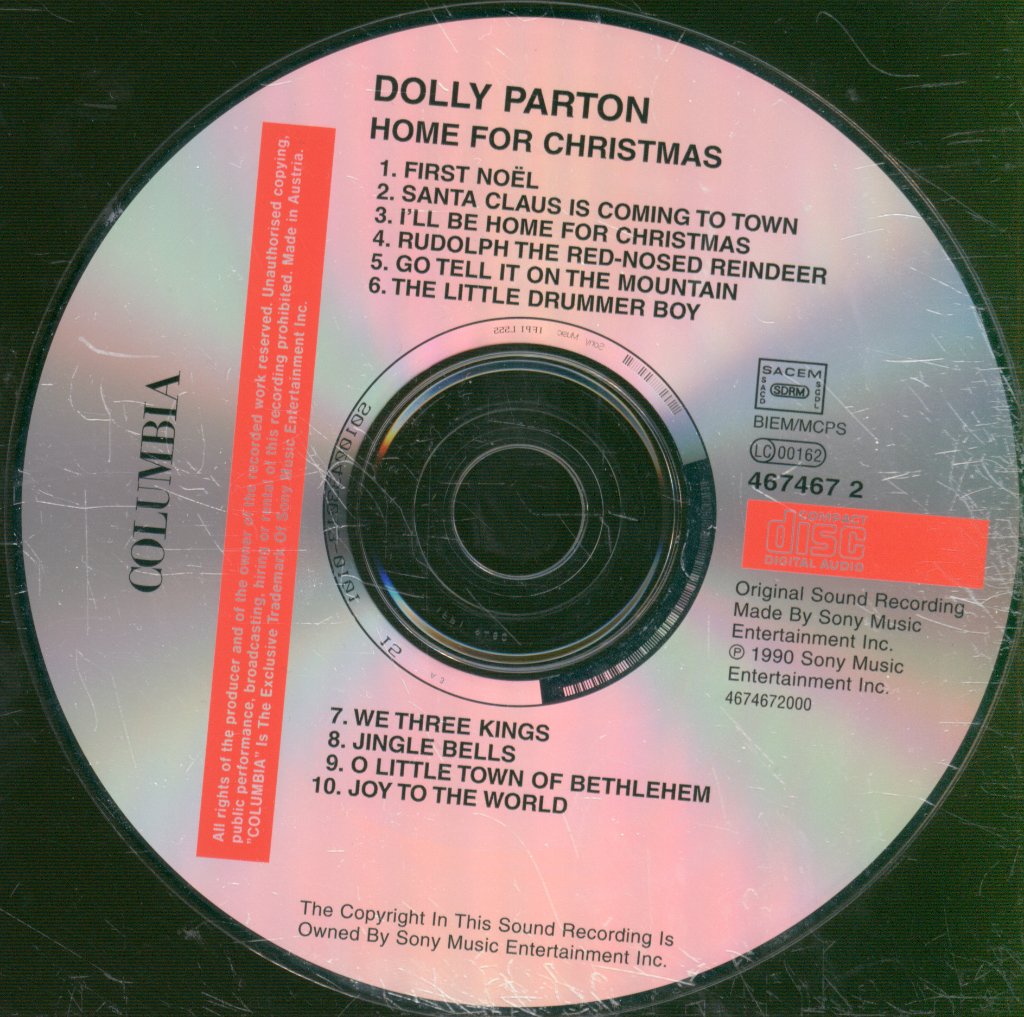 DOLLY PARTON
HOME FOR CHRISTMAS
1. FIRST NOËL
2. SANTA CLAUS IS COMING TO TOWN
3. I'LL BE HOME FOR CHRISTMAS
4. RUDOLPH THE RED-NOSED REINDEER
5. GO TELL IT ON THE MOUNTAIN
6. THE LITTLE DRUMMER BOY
COLUMBIA
All rights of the producer and of the owner of the recorded work reserved. Unauthorised copying,
public performance, broadcasting, hiring or rental of this recording prohibited. Made in Austria.
"COLUMBIA" Is The Exclusive Trademark Of Sony Music Entertainment Inc.
SACEM
SACD
SDRM
SGDL
BIEM/MCPS
LC 00162
467467 2
COMPACT
disc
DIGITAL AUDIO
Original Sound Recording
Made By Sony Music
Entertainment Inc.
℗ 1990 Sony Music
Entertainment Inc.
4674672000
Sony Music
IFPI L555
7. WE THREE KINGS
8. JINGLE BELLS
9. O LITTLE TOWN OF BETHLEHEM
10. JOY TO THE WORLD
The Copyright In This Sound Recording Is
Owned By Sony Music Entertainment Inc.